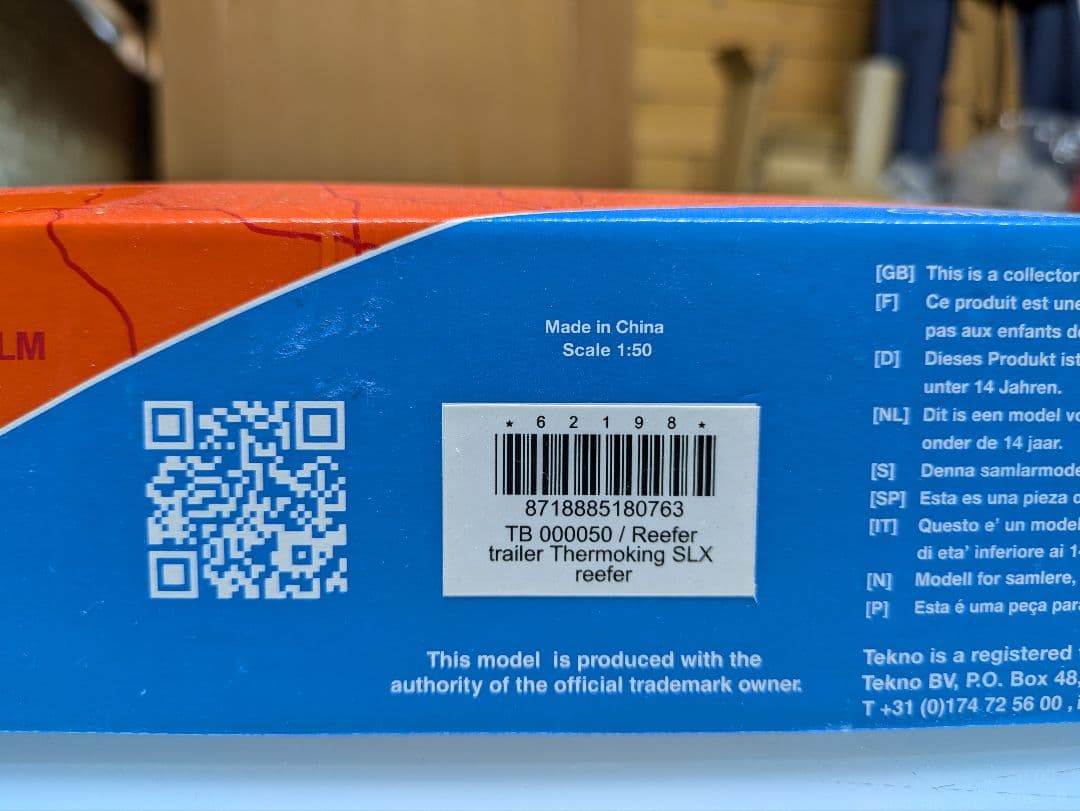 LM
Made in China
Scale 1:50
* 6 2 1 9 8 *
8718885180763
TB 000050 / Reefer
trailer Thermoking SLX
reefer
This model is produced with the
authority of the official trademark owner.
[GB] This is a collector
[F] Ce produit est une
pas aux enfants de
[D] Dieses Produkt ist
unter 14 Jahren.
[NL] Dit is een model vo
onder de 14 jaar.
[S] Denna samlarmode
[SP] Esta es una pieza d
[IT] Questo e' un model
di eta' inferiore ai 1
[N] Modell for samlere,
[P] Esta é uma peça para
Tekno is a registered
Tekno BV, P.O. Box 48,
T +31 (0)174 72 56 00 ,